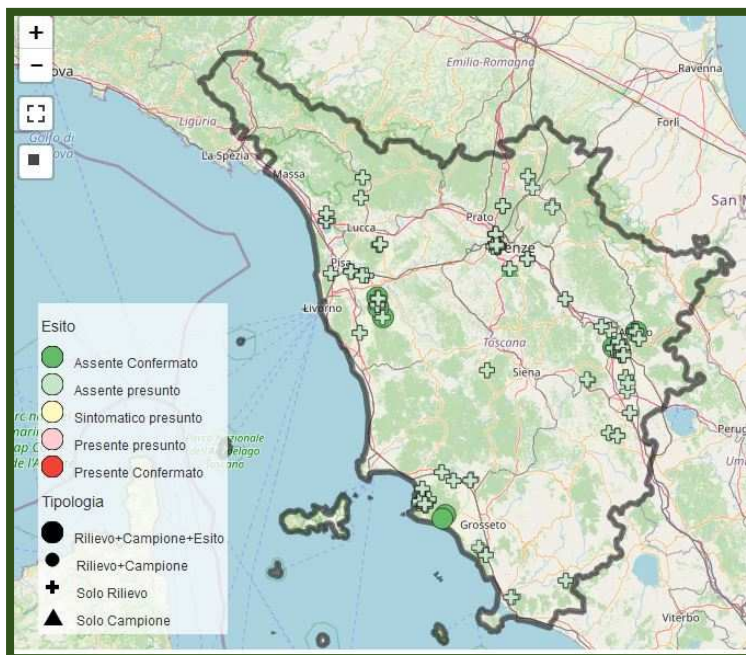 +
−
Emilia-Romagna
Ravenna
Forlì
Liguria
Golfo di
La Spezia
Massa
San M
Prato
Lucca
enze
Pisa
Livorno
Toscana
Siena
Perug
Um
Grosseto
Viterbo
Esito
Assente Confermato
Assente presunto
Sintomatico presunto
Presente presunto
Presente Confermato
Tipologia
Rilievo+Campione+Esito
Rilievo+Campione
Solo Rilievo
Solo Campione